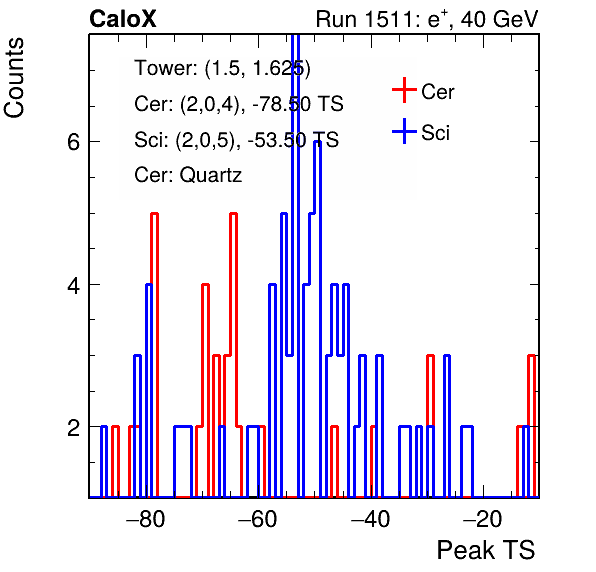 CaloX Run 1511: e⁺, 40 GeV
Counts
Tower: (1.5, 1.625)
Cer: (2,0,4), -78.50 TS
Sci: (2,0,5), -53.50 TS
Cer: Quartz
Cer
Sci
6
4
2
−80 −60 −40 −20
Peak TS